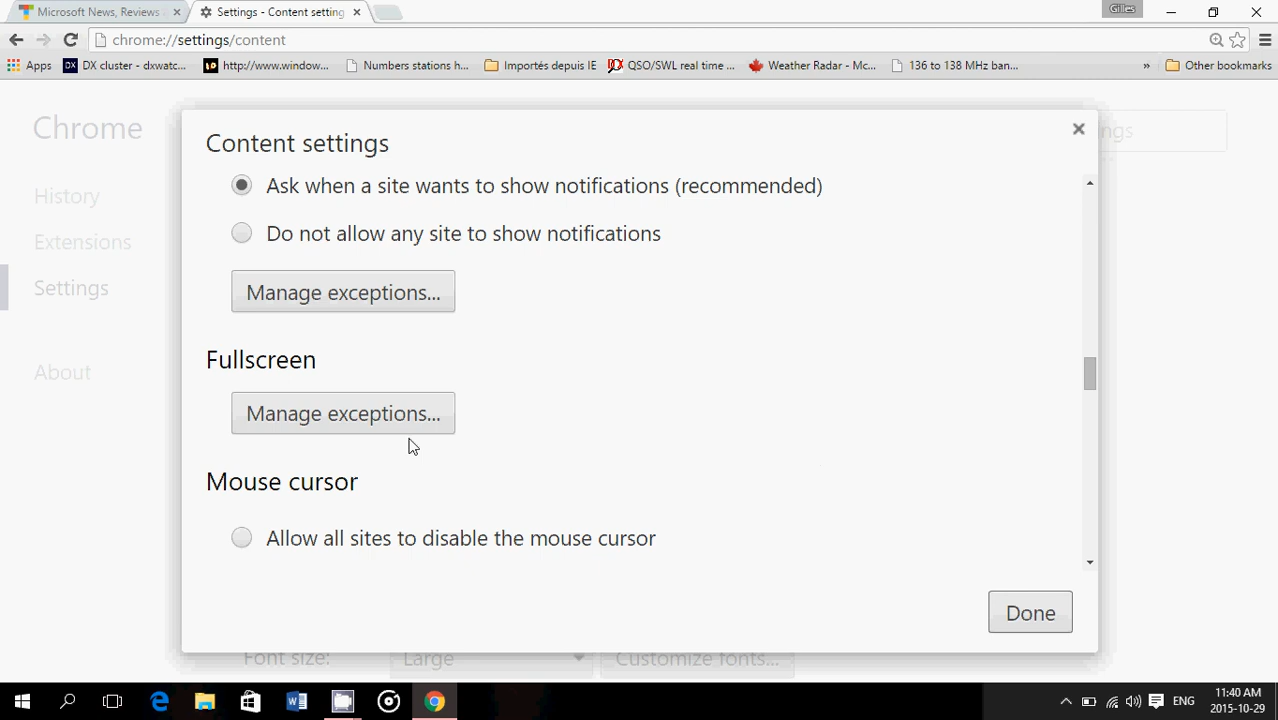 Microsoft News, Reviews
Settings - Content setting
Gilles
chrome://settings/content
Apps
DX cluster - dxwatc...
http://www.window...
Numbers stations h...
Importés depuis IE
QSO/SWL real time ...
Weather Radar - Mc...
136 to 138 MHz ban...
»
Other bookmarks
Chrome
History
Extensions
Settings
About
ngs
Content settings
Ask when a site wants to show notifications (recommended)
Do not allow any site to show notifications
Manage exceptions...
Fullscreen
Manage exceptions...
Mouse cursor
Allow all sites to disable the mouse cursor
Done
Font size:
Large
Customize fonts...
ENG
11:40 AM
2015-10-29